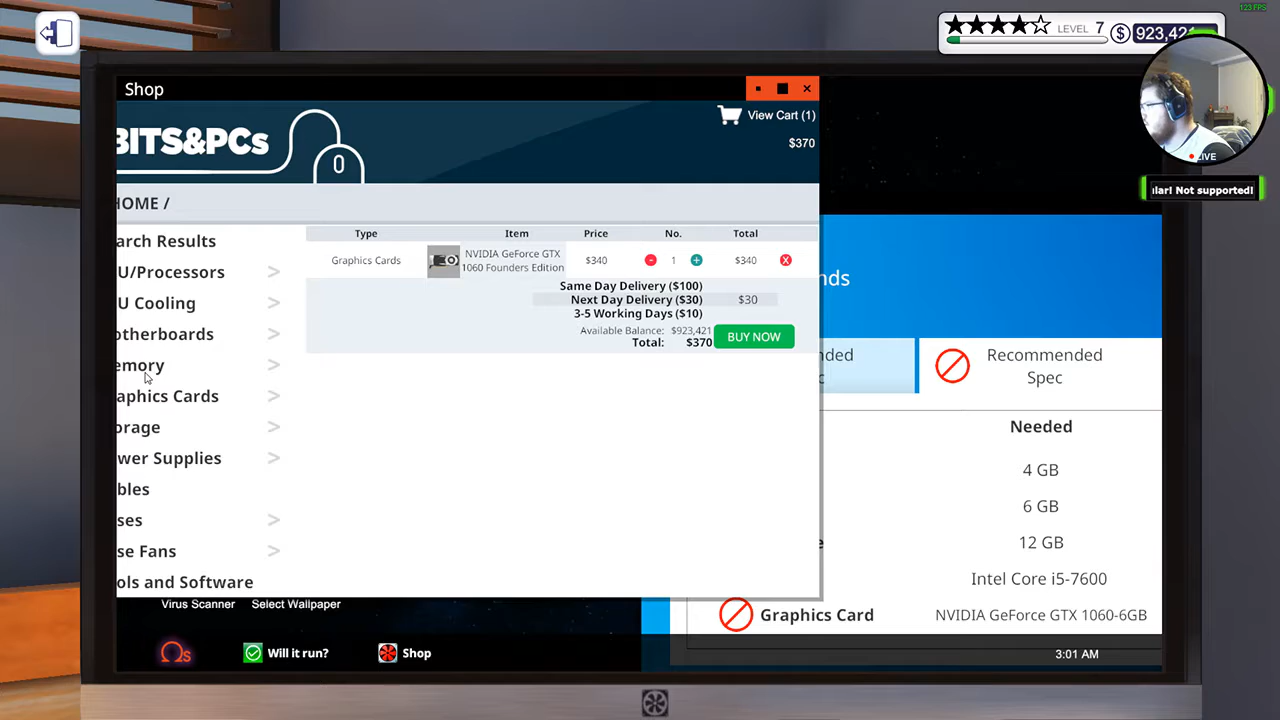 123 FPS
LEVEL 7
$ 923,421
LIVE
ılar! Not supported!
Shop
View Cart (1)
$370
BITS&PCs
HOME /
arch Results
U/Processors >
U Cooling >
otherboards >
emory >
aphics Cards >
orage >
wer Supplies >
bles
ses >
se Fans >
ols and Software
Type Item Price No. Total
Graphics Cards NVIDIA GeForce GTX
1060 Founders Edition $340 - 1 + $340 X
Same Day Delivery ($100)
Next Day Delivery ($30) $30
3-5 Working Days ($10)
Available Balance: $923,421
Total: $370
BUY NOW
nds
nded
Recommended
Spec
Needed
4 GB
6 GB
12 GB
Intel Core i5-7600
Graphics Card NVIDIA GeForce GTX 1060-6GB
Virus Scanner Select Wallpaper
Ωs
Will it run?
Shop
3:01 AM